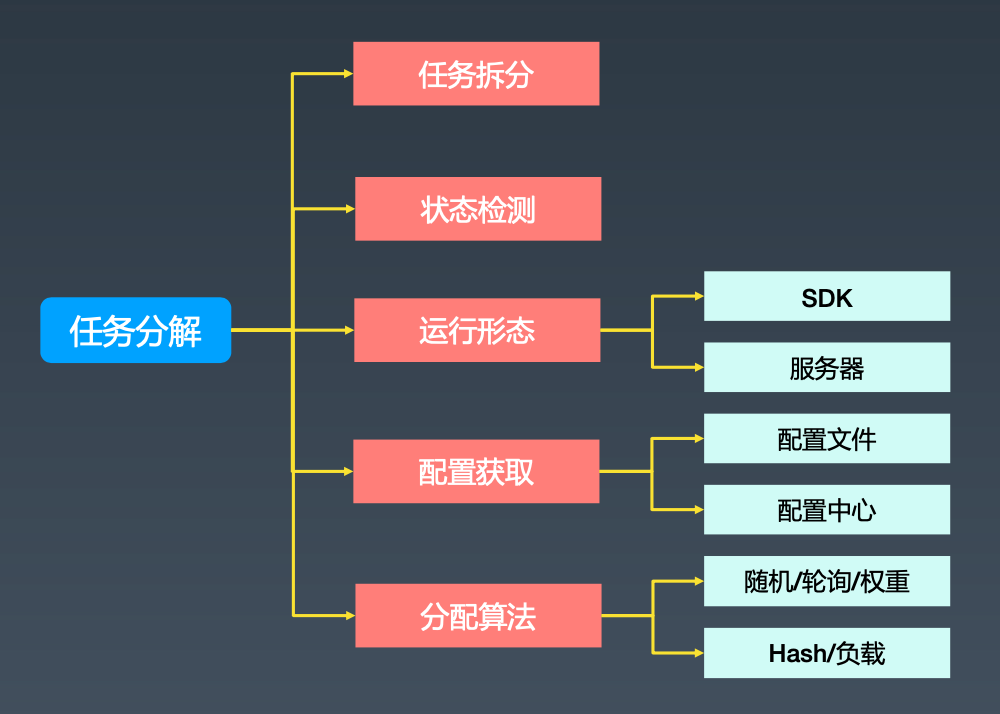 任务分解
任务拆分
状态检测
运行形态
SDK
服务器
配置获取
配置文件
配置中心
分配算法
随机/轮询/权重
Hash/负载